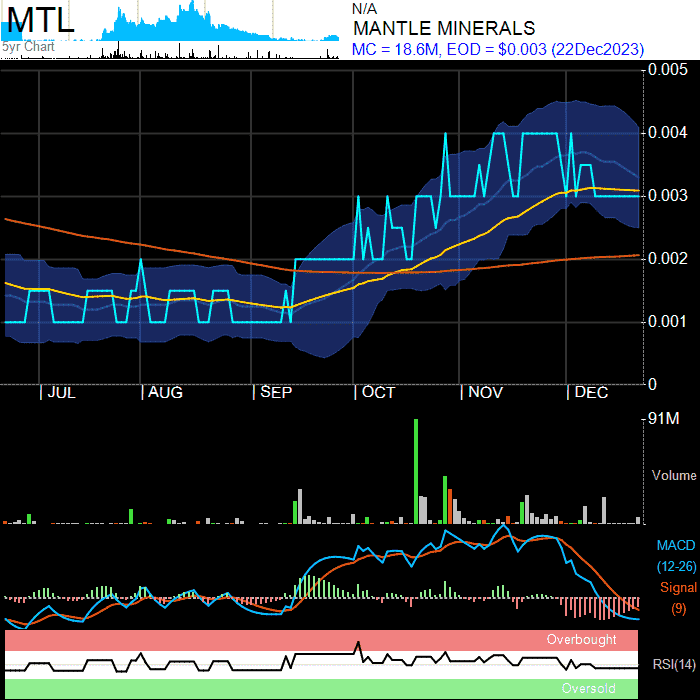 MTL
5yr Chart
N/A
MANTLE MINERALS
MC = 18.6M, EOD = $0.003 (22Dec2023)
0.005
0.004
0.003
0.002
0.001
0
JUL AUG SEP OCT NOV DEC
91M
Volume
MACD
(12-26)
Signal
(9)
Overbought
RSI(14)
Oversold